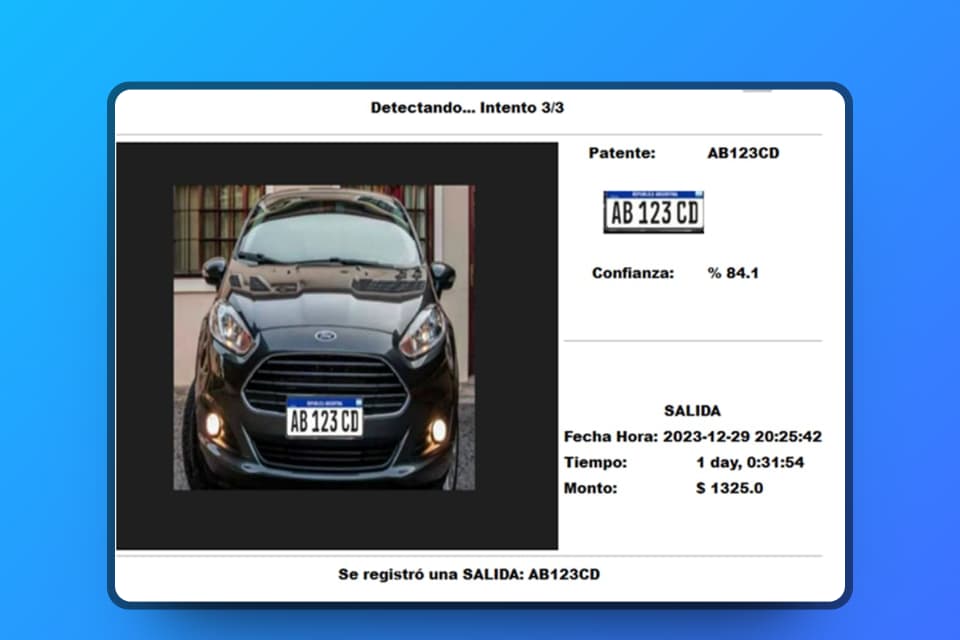 Detectando... Intento 3/3
Patente: AB123CD
REPUBLICA ARGENTINA
AB 123 CD
Confianza: % 84.1
Ford
REPUBLICA ARGENTINA
AB 123 CD
SALIDA
Fecha Hora: 2023-12-29 20:25:42
Tiempo: 1 day, 0:31:54
Monto: $ 1325.0
Se registró una SALIDA: AB123CD